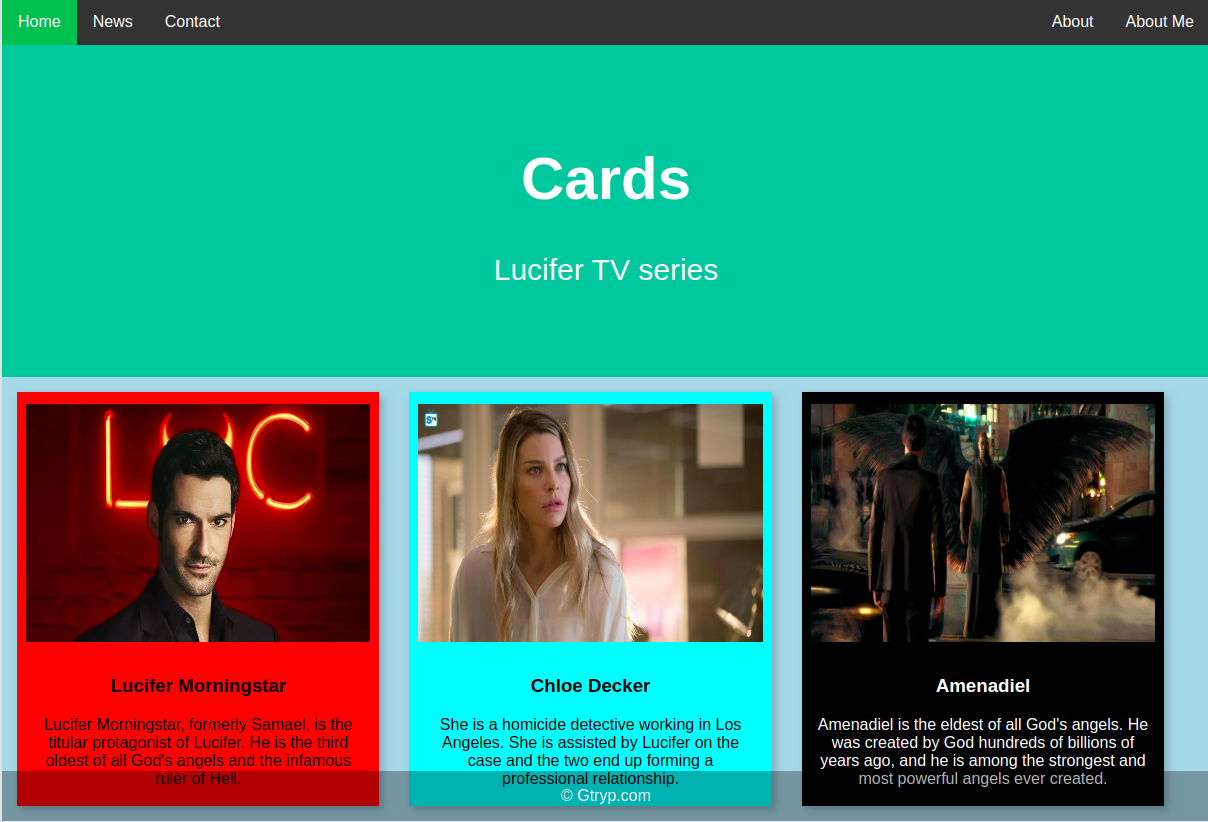 Home News Contact About About Me
Cards
Lucifer TV series
LUC
Lucifer Morningstar
Lucifer Morningstar, formerly Samael, is the
titular protagonist of Lucifer. He is the third
oldest of all God's angels and the infamous
ruler of Hell.
Chloe Decker
She is a homicide detective working in Los
Angeles. She is assisted by Lucifer on the
case and the two end up forming a
professional relationship.
Amenadiel
Amenadiel is the eldest of all God's angels. He
was created by God hundreds of billions of
years ago, and he is among the strongest and
most powerful angels ever created.
© Gtryp.com